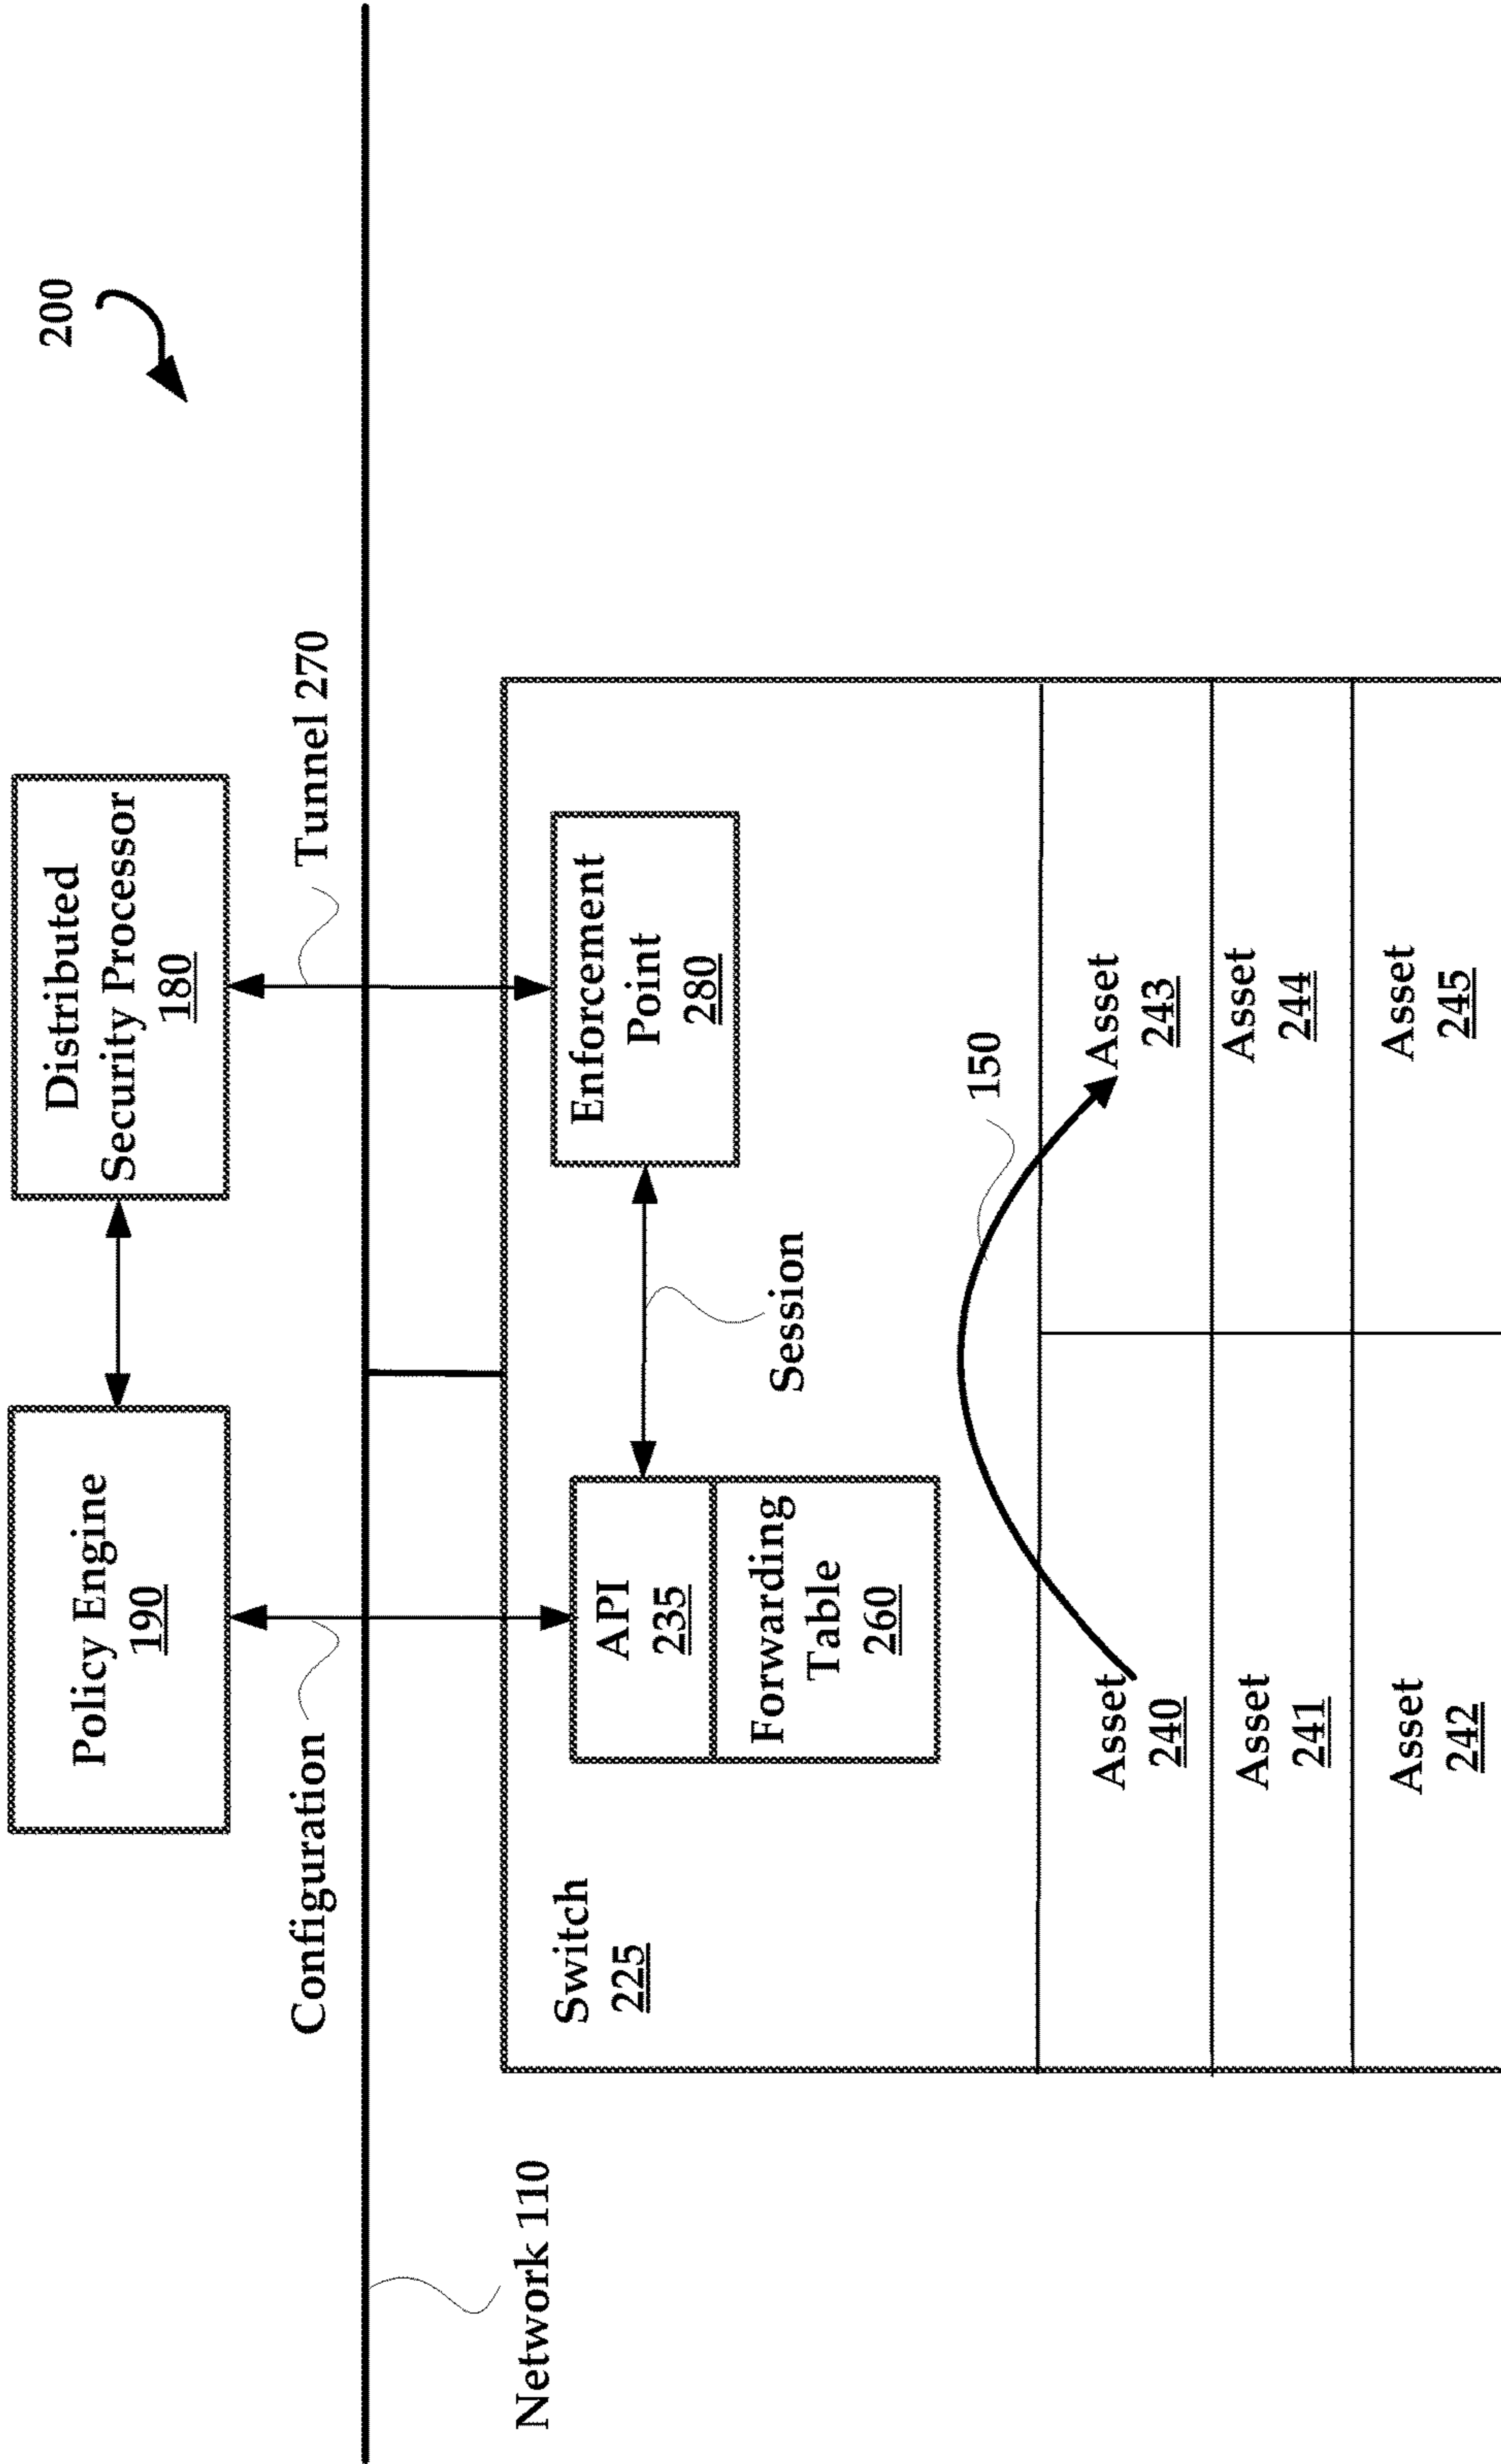 200
Policy Engine
190
Distributed
Security Processor
180
Configuration
Tunnel 270
Network 110
Switch
225
API
235
Forwarding
Table
260
Session
Enforcement
Point
280
150
Asset
240
Asset
243
Asset
241
Asset
244
Asset
242
Asset
245